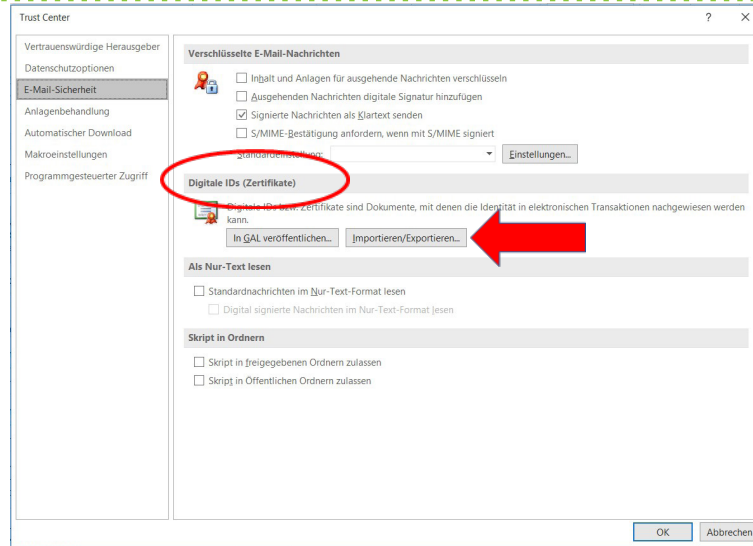 Trust Center
? X
Vertrauenswürdige Herausgeber
Datenschutzoptionen
E-Mail-Sicherheit
Anlagenbehandlung
Automatischer Download
Makroeinstellungen
Programmgesteuerter Zugriff
Verschlüsselte E-Mail-Nachrichten
Inhalt und Anlagen für ausgehende Nachrichten verschlüsseln
Ausgehenden Nachrichten digitale Signatur hinzufügen
Signierte Nachrichten als Klartext senden
S/MIME-Bestätigung anfordern, wenn mit S/MIME signiert
Standardeinstellung:
Einstellungen...
Digitale IDs (Zertifikate)
Digitale IDs bzw. Zertifikate sind Dokumente, mit denen die Identität in elektronischen Transaktionen nachgewiesen werden
kann.
In GAL veröffentlichen... Importieren/Exportieren...
Als Nur-Text lesen
Standardnachrichten im Nur-Text-Format lesen
Digital signierte Nachrichten im Nur-Text-Format lesen
Skript in Ordnern
Skript in freigegebenen Ordnern zulassen
Skript in Öffentlichen Ordnern zulassen
OK Abbrechen